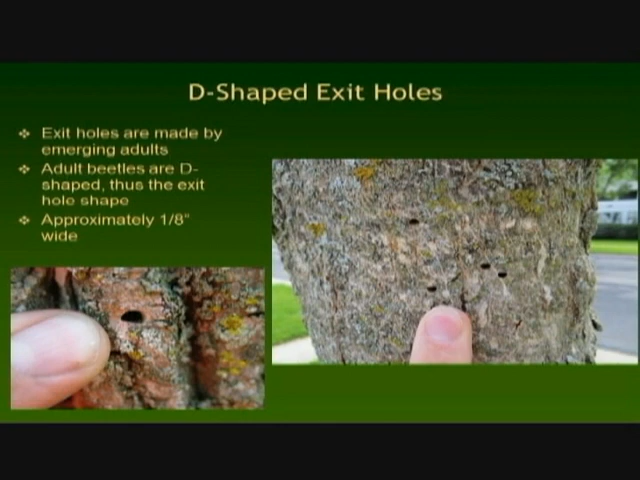 D-Shaped Exit Holes
❖ Exit holes are made by
emerging adults
❖ Adult beetles are D-
shaped, thus the exit
hole shape
❖ Approximately 1/8"
wide